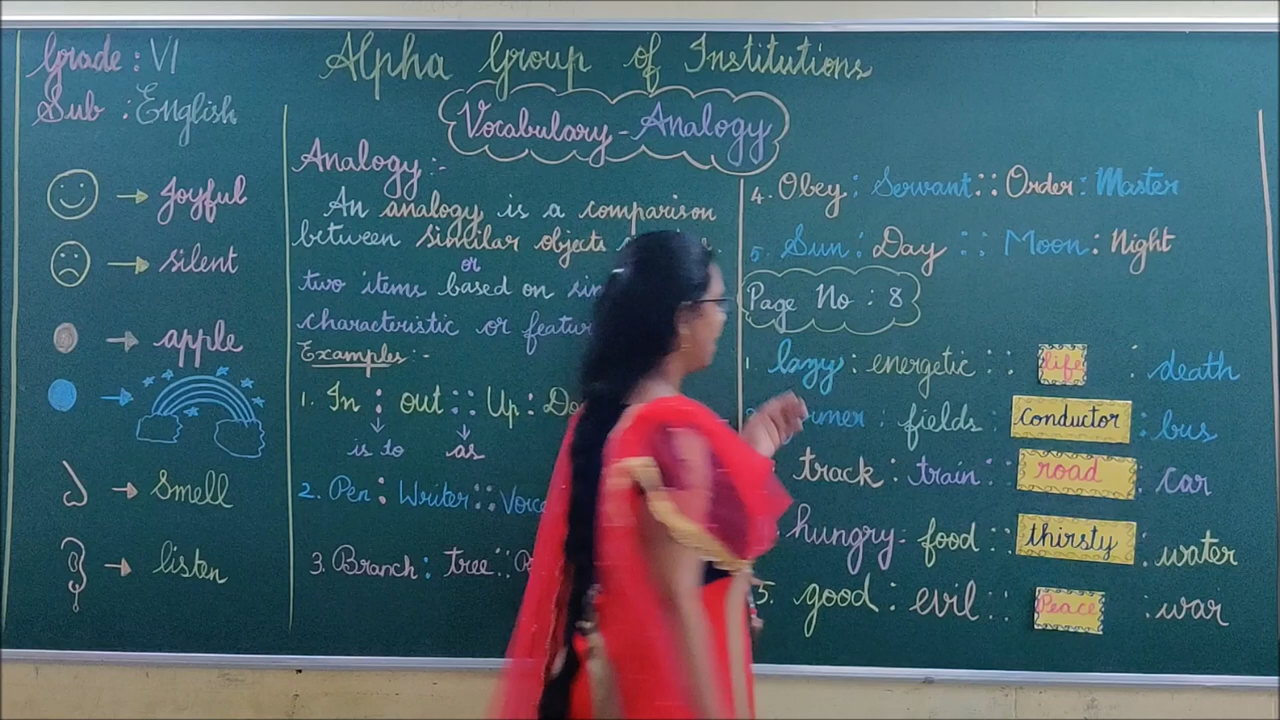 Grade : VI
Sub : English
Alpha Group of Institutions
Vocabulary - Analogy
→ Joyful
→ silent
→ apple
→ smell
→ listen
Analogy :-
An analogy is a comparison
between similar objects
or
two items based on
characteristic or
Examples :-
1. In : out :: Up :
is to as
2. Pen : Writer :: Voice
3. Branch : tree ::
4. Obey : Servant :: Order : Master
5. Sun : Day :: Moon : Night
Page No : 8
1. lazy : energetic :: life : death
: fields : conductor : bus
track : train :: road : car
hungry : food :: thirsty : water
5. good : evil :: Peace : war